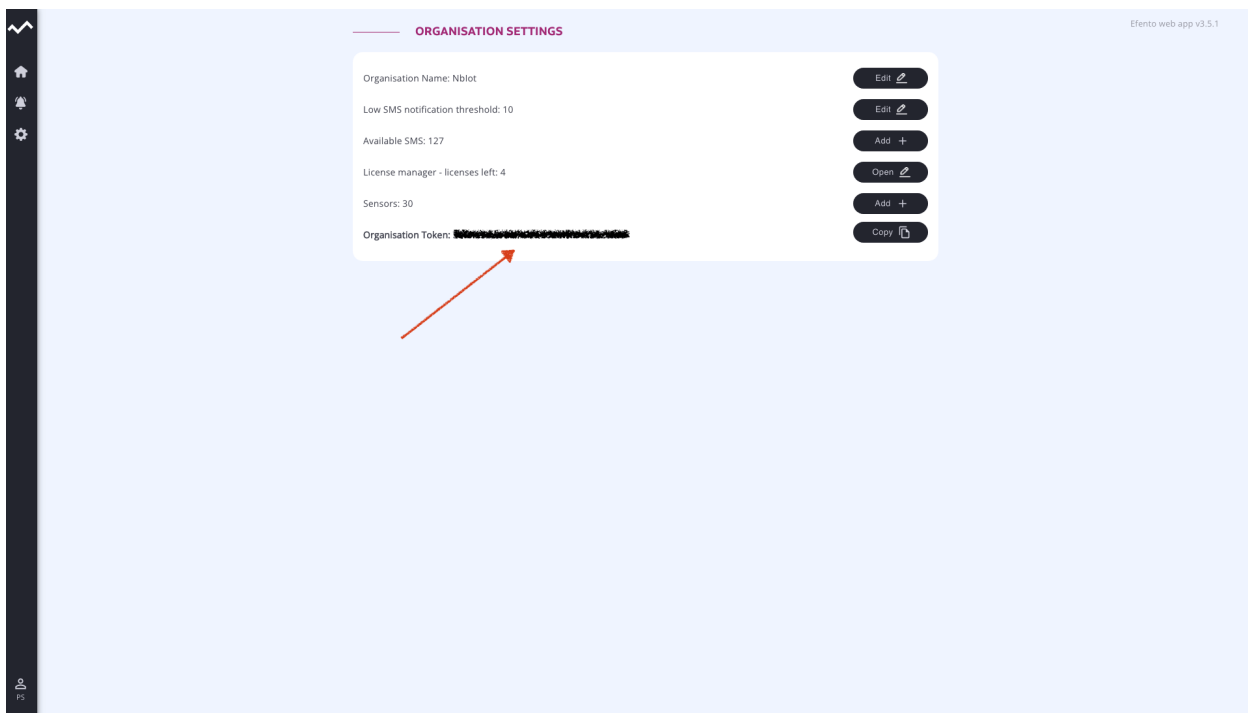 ORGANISATION SETTINGS
Efento web app v3.5.1
Organisation Name: NbIot
Edit
Low SMS notification threshold: 10
Edit
Available SMS: 127
Add +
License manager - licenses left: 4
Open
Sensors: 30
Add +
Organisation Token:
Copy
PS